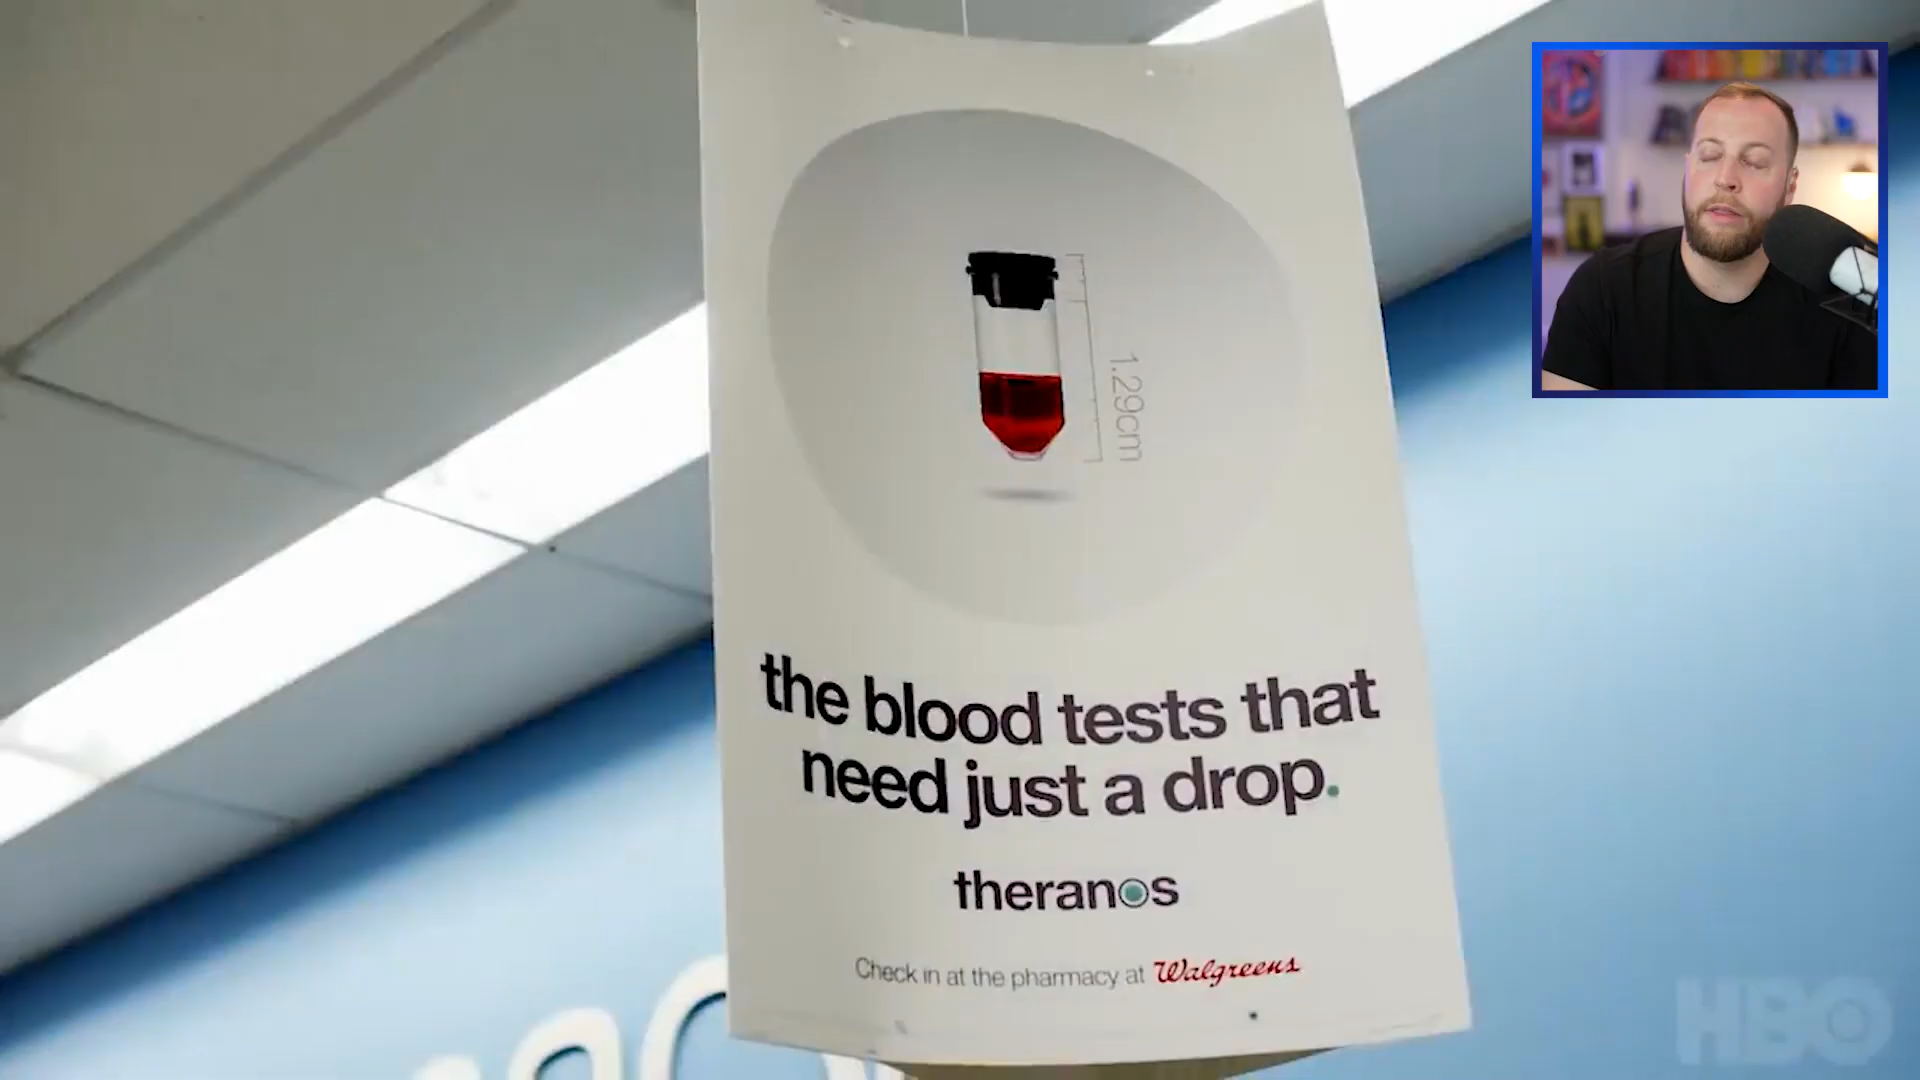 1.29cm
the blood tests that
need just a drop.
theranos
Check in at the pharmacy at Walgreens
HBO